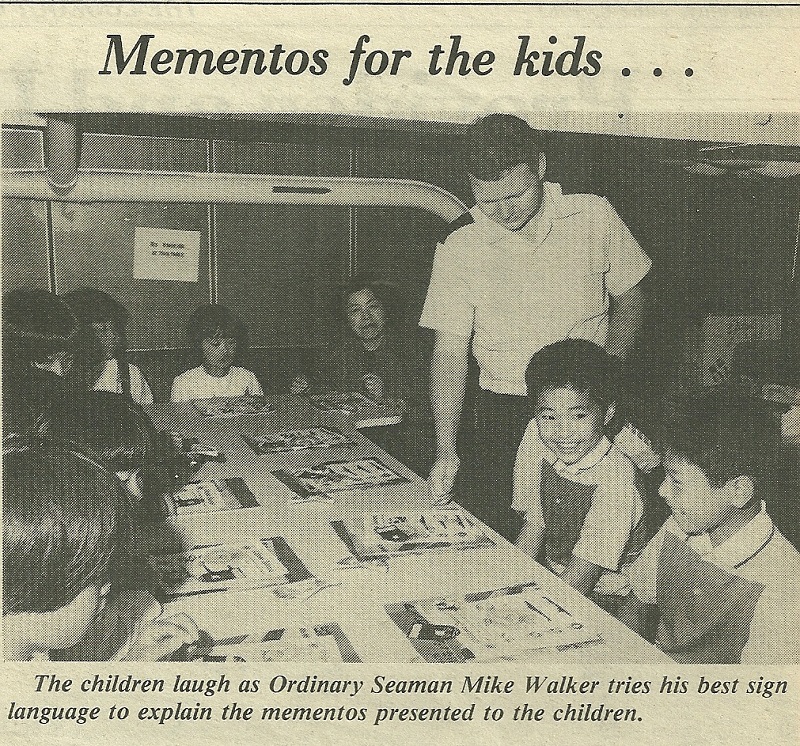 Mementos for the kids . . .
The children laugh as Ordinary Seaman Mike Walker tries his best sign
language to explain the mementos presented to the children.